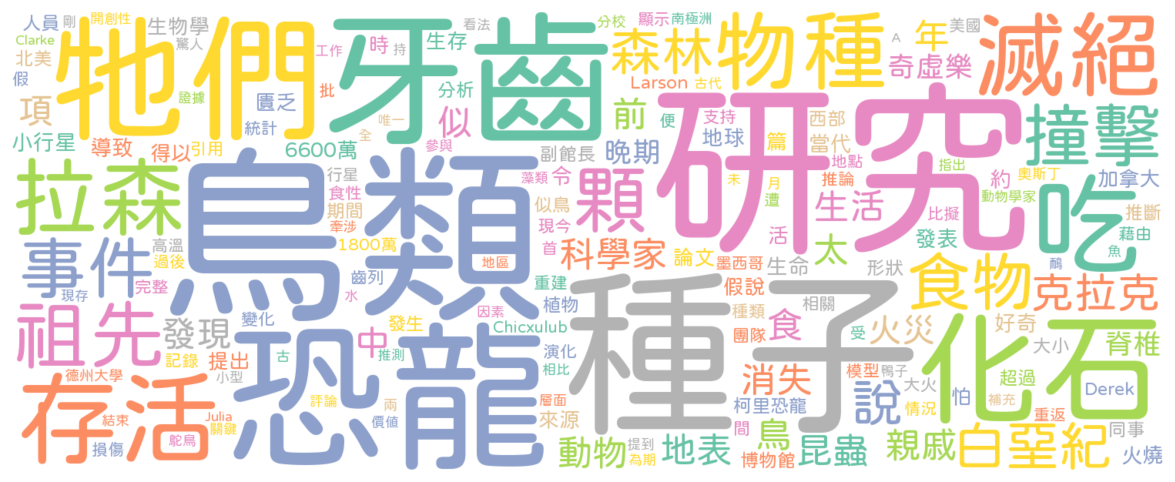 人員 剛 開創性 生物學 看法 分校 顯示 南極洲 A 美國
Clarke 驚人 牠們 牙齒 工作 持 時 生存 森林 物種 年 滅絕
北美 假 證據 匱乏 批 分析 唯一 Larson 古代 奇虛樂
項 統計 似 前 便 支持 西部 研究 撞擊
小行星 導致 得以 引用 6600萬 全 參與 副館長 晚期 地球 篇 當代 地點 指出 奧斯丁 加拿大
拉森 鳥類 行星 食性 藻類 令 顆 未 月 遭 推論 約 動物學家 吃 推斷
期間 牽涉 似鳥 現今 活 生活 比擬 發表 藉由 魚
事件 高溫 過後 1800萬 首 科學家 論文 墨西哥 太 鵃
現存 完整 齒列 地區 重建 假說 生命 形狀 食物 克拉克
祖先 發現 變化 水 因素 植物 種子 種類 相關 好奇
記錄 提出 恐龍 中 發生 Chicxulub 團隊 食 受 火災 化石 大小 脊椎
德州大學 小型 古 推測 相比 演化 模型 鴨子 超過
存活 結束 Julia 關鍵 評論 兩 層面 消失 大火 怕 Derek
損傷 鴕鳥 價值 來源 柯里恐龍 說 情況 補充 重返
動物 提到 為期 地表 間 鳥 博物館 昆蟲 親戚 白堊紀 同事 火燒